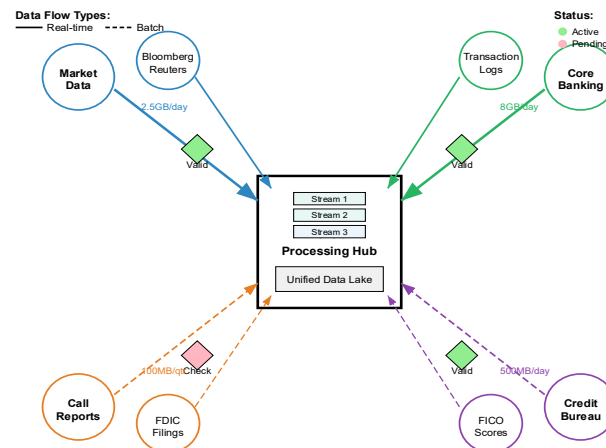 Data Flow Types:
Real-time
Batch
Status:
Active
Pending
Market
Data
Bloomberg
Reuters
Transaction
Logs
Core
Banking
2.5GB/day
8GB/day
Valid
Valid
Stream 1
Stream 2
Stream 3
Processing Hub
Unified Data Lake
100MB/qtr
Check
Valid
500MB/day
Call
Reports
FDIC
Filings
FICO
Scores
Credit
Bureau